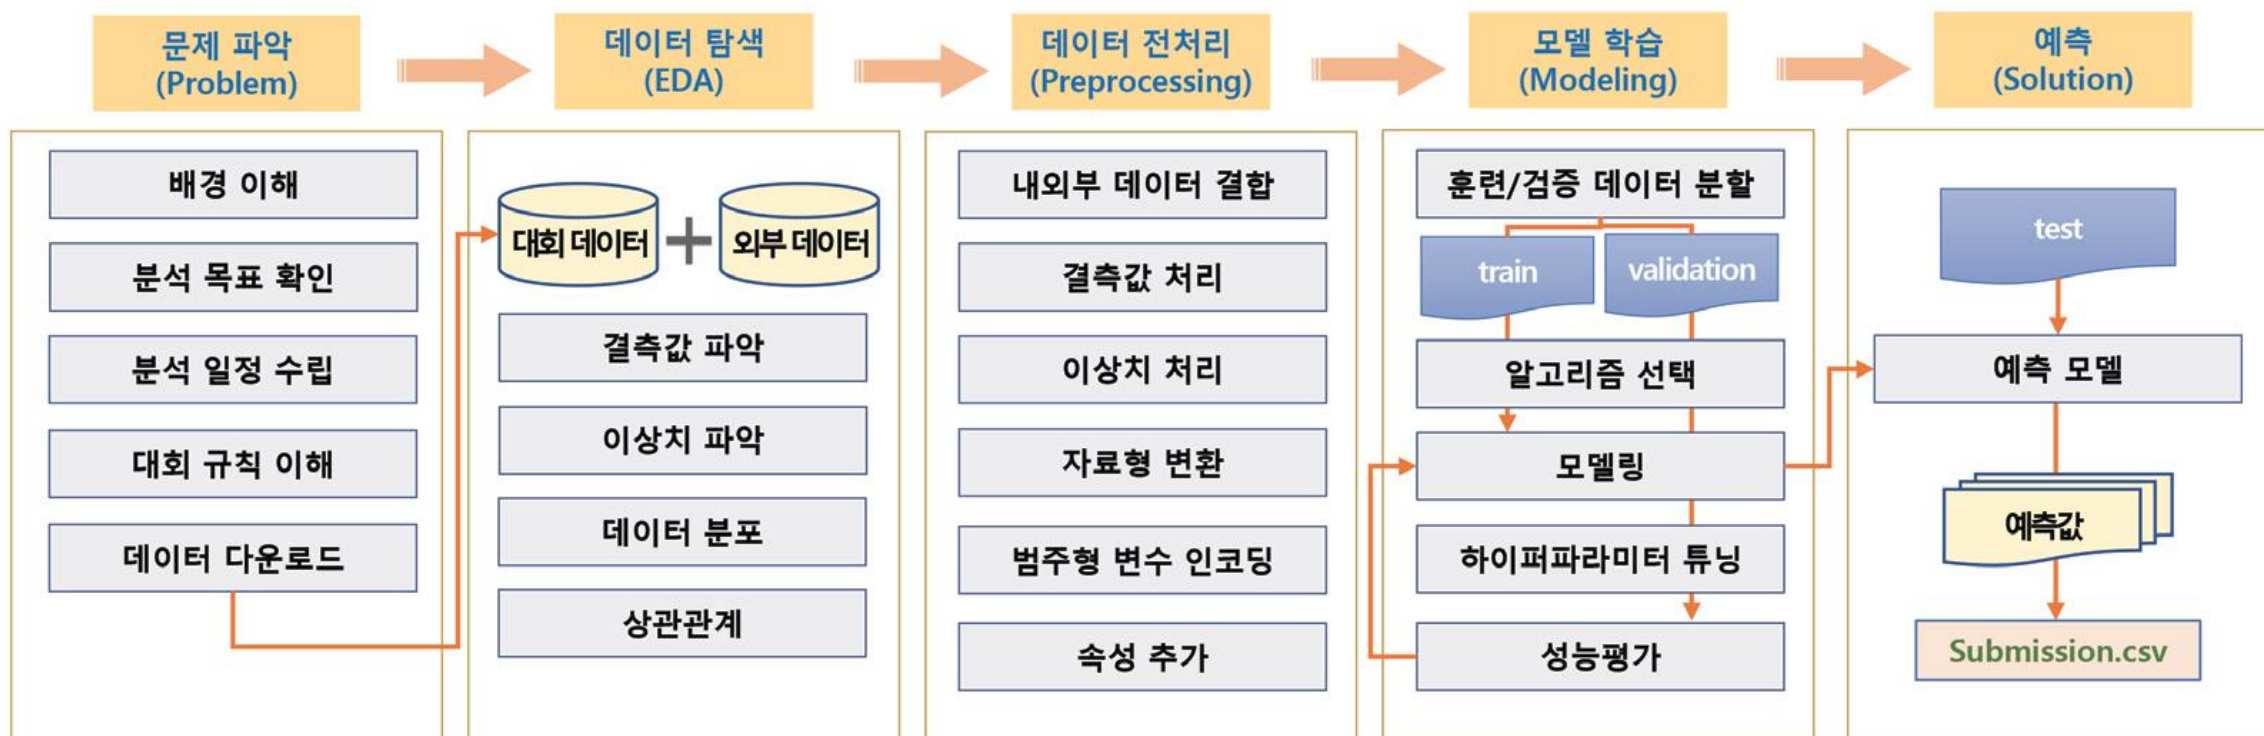 문제 파악
(Problem)
데이터 탐색
(EDA)
데이터 전처리
(Preprocessing)
모델 학습
(Modeling)
예측
(Solution)
배경 이해
분석 목표 확인
분석 일정 수립
대회 규칙 이해
데이터 다운로드
대회 데이터
+
외부 데이터
결측값 파악
이상치 파악
데이터 분포
상관관계
내외부 데이터 결합
결측값 처리
이상치 처리
자료형 변환
범주형 변수 인코딩
속성 추가
훈련/검증 데이터 분할
train
validation
알고리즘 선택
모델링
하이퍼파라미터 튜닝
성능평가
test
예측 모델
예측값
Submission.csv